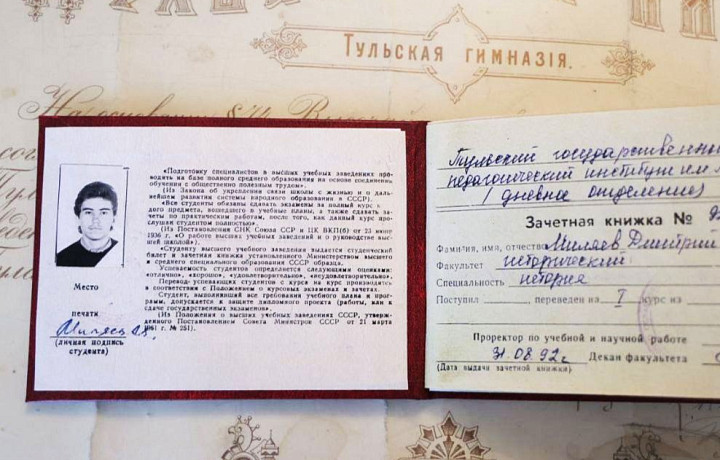 Тульская гимназія.
«Подготовку специалистов в высших учебных заведениях про-
водить на базе полного среднего образования на основе соединения
обучения с общественно полезным трудом».
(Из Закона об укреплении связи школы с жизнью и о даль-
нейшем развитии системы народного образования в СССР).
«Все студенты обязаны сдавать экзамены за полный курс
дого предмета, вошедшего в учебные планы, а также сдавать за-
четы по практическим работам, после того, как данный курс про-
слушан студентом полностью».
(Из Постановления СНК Союза ССР и ЦК ВКП(б) от 23 июня
1936 г. «О работе высших учебных заведений и о руководстве выс-
шей школой»).
«Студенту высшего учебного заведения выдается студенческий
билет и зачетная книжка установленного Министерством высшего
и среднего специального образования СССР образца.
Успеваемость студентов определяется следующими оценками:
«отлично», «хорошо», «удовлетворительно», «неудовлетворительно».
Перевод успевающих студентов с курса на курс производить
в соответствии с Положением о курсовых экзаменах и зачетах.
Студент, выполнивший все требования учебного плана и прог-
рамм, допускается к защите дипломного проекта (работы, или к
сдаче государственных экзаменов».
(Из Положения о высших учебных заведениях СССР, утверж-
денного Постановлением Совета Министров СССР от 21 марта
1961 г. № 251).
Место
печати
Миляев
(личная подпись
студента)
Тульский государственный
педагогический институт им
дневное отделение
Зачетная книжка №
Фамилия, имя, отчество Миляев Дмитрий
Факультет исторический
Специальность история
Поступил переведен на I курс из
Проректор по учебной и научной работе
31.08.92г Декан факультета
(Дата выдачи зачетной книжки)